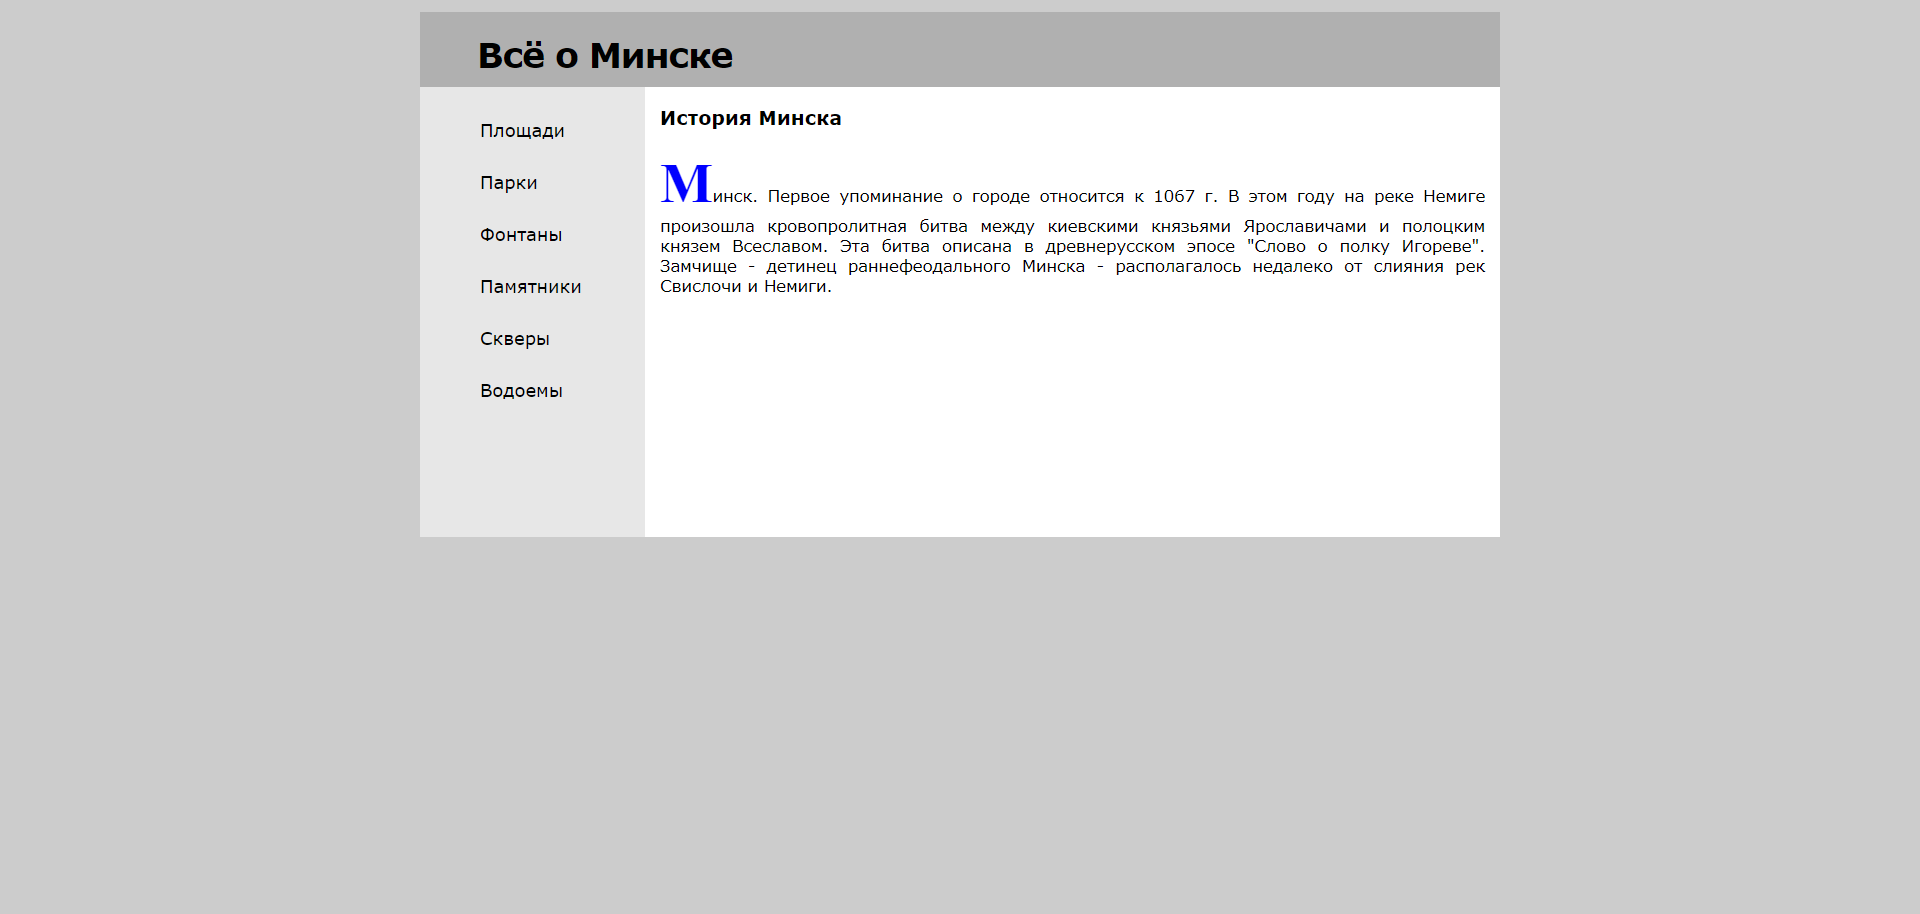 Всё о Минске
Площади
Парки
Фонтаны
Памятники
Скверы
Водоемы
История Минска
Минск. Первое упоминание о городе относится к 1067 г. В этом году на реке Немиге
произошла кровопролитная битва между киевскими князьями Ярославичами и полоцким
князем Всеславом. Эта битва описана в древнерусском эпосе "Слово о полку Игореве".
Замчище - детинец раннефеодального Минска - располагалось недалеко от слияния рек
Свислочи и Немиги.